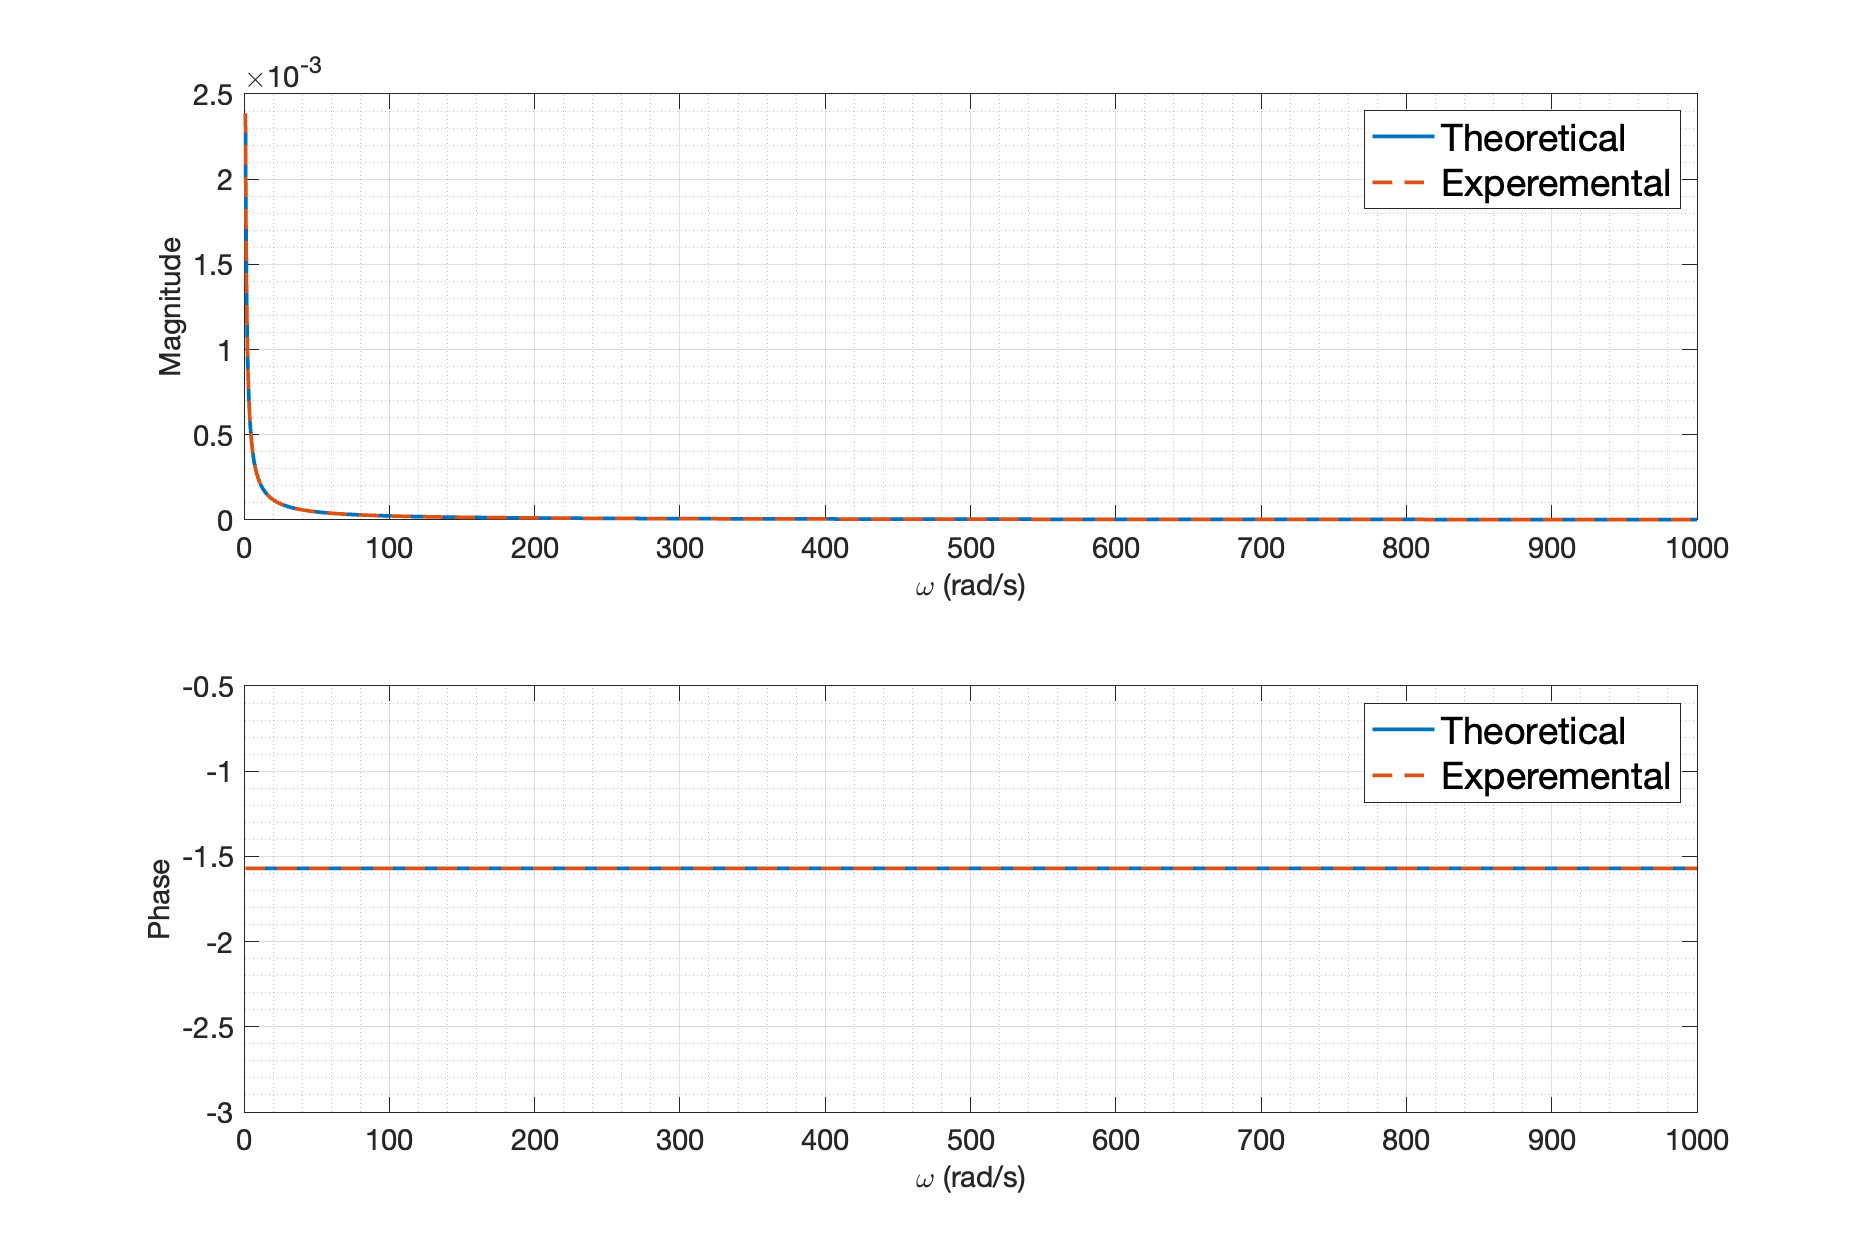 ×10-3
2.5
2
1.5
1
0.5
0
Magnitude
Theoretical
Experemental
0 100 200 300 400 500 600 700 800 900 1000
ω (rad/s)
-0.5
-1
-1.5
-2
-2.5
-3
Phase
Theoretical
Experemental
0 100 200 300 400 500 600 700 800 900 1000
ω (rad/s)